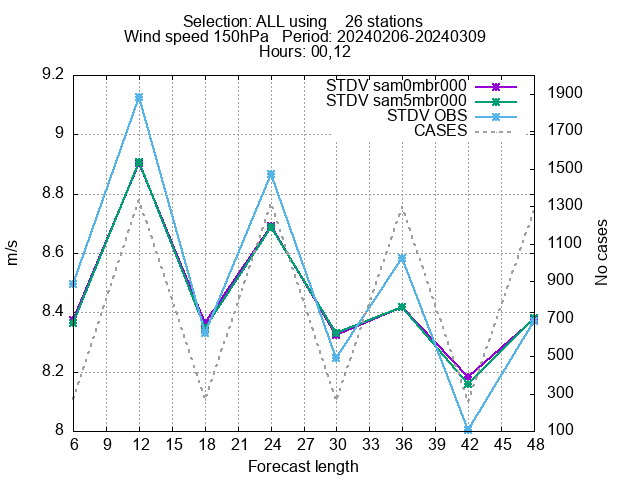 Selection: ALL using    26 stations
Wind speed 150hPa   Period: 20240206-20240309
Hours: 00,12
STDV sam0mbr000
STDV sam5mbr000
STDV OBS
CASES
9.2
9
8.8
8.6
8.4
8.2
8
m/s
1900
1700
1500
1300
1100
900
700
500
300
100
No cases
6 9 12 15 18 21 24 27 30 33 36 39 42 45 48
Forecast length